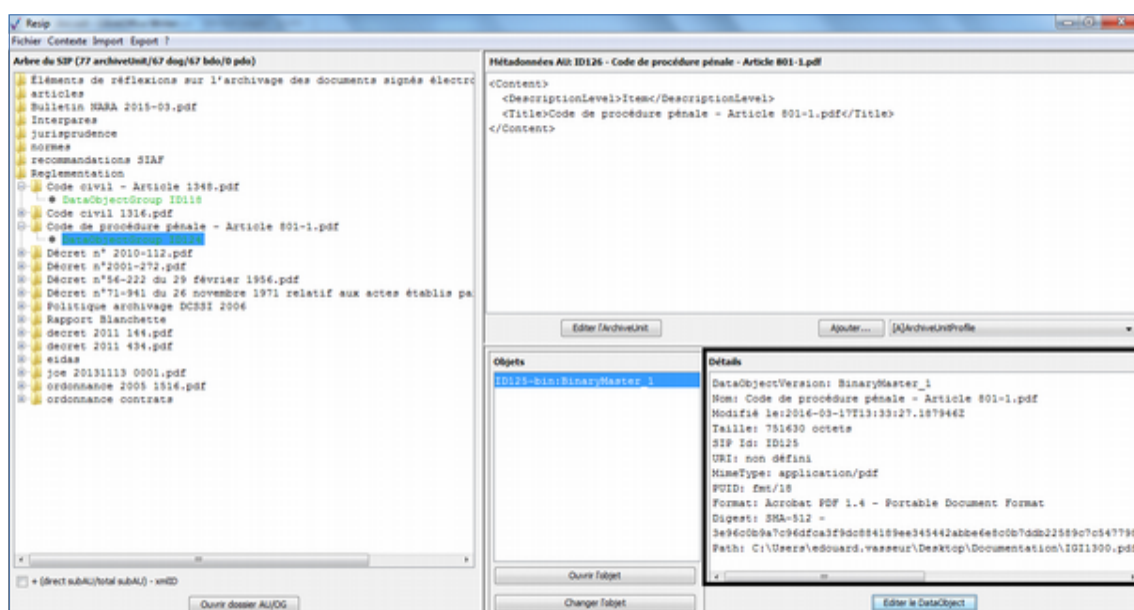 Resip
Fichier Contexte Import Export ?
Arbre du SIP (77 archiveUnit/67 dog/67 bdo/0 pdo)
Éléments de réflexions sur l'archivage des documents signés électro
articles
Bulletin NARA 2015-03.pdf
Interpares
jurisprudence
normes
recommandations SIAF
Reglementation
Code civil - Article 1348.pdf
DataObjectGroup ID118
Code civil 1316.pdf
Code de procédure pénale - Article 801-1.pdf
DataObjectGroup
Décret n° 2010-112.pdf
Décret n°2001-272.pdf
Décret n°56-222 du 29 février 1956.pdf
Décret n°71-941 du 26 novembre 1971 relatif aux actes établis pa
Politique archivage DCSSI 2006
Rapport Blanchette
decret 2011 144.pdf
decret 2011 434.pdf
eidas
joe 20131113 0001.pdf
ordonnance 2005 1516.pdf
ordonnance contrats
+ (direct subAU/total subAU) - xmlID
Ouvrir dossier AU/OG
Métadonnées AU: ID126 - Code de procédure pénale - Article 801-1.pdf
<Content>
<DescriptionLevel>Item</DescriptionLevel>
<Title>Code de procédure pénale - Article 801-1.pdf</Title>
</Content>
Editer l'ArchiveUnit
Ajouter...
[A]ArchiveUnitProfile
Objets
ID125-bin:BinaryMaster_1
Ouvrir l'objet
Changer l'objet
Détails
DataObjectVersion: BinaryMaster_1
Nom: Code de procédure pénale - Article 801-1.pdf
Modifié le:2016-03-17T13:33:27.187946Z
Taille: 751630 octets
SIP Id: ID125
URI: non défini
MimeType: application/pdf
PUID: fmt/18
Format: Acrobat PDF 1.4 - Portable Document Format
Digest: SHA-512 -
3e96c0b9a7c96dfca3f9dc884189ee345442abbe6e8c0b7ddb22589c7c547798
Path: C:\Users\edouard.vasseur\Desktop\Documentation\IGI1300.pdf
Editer le DataObject